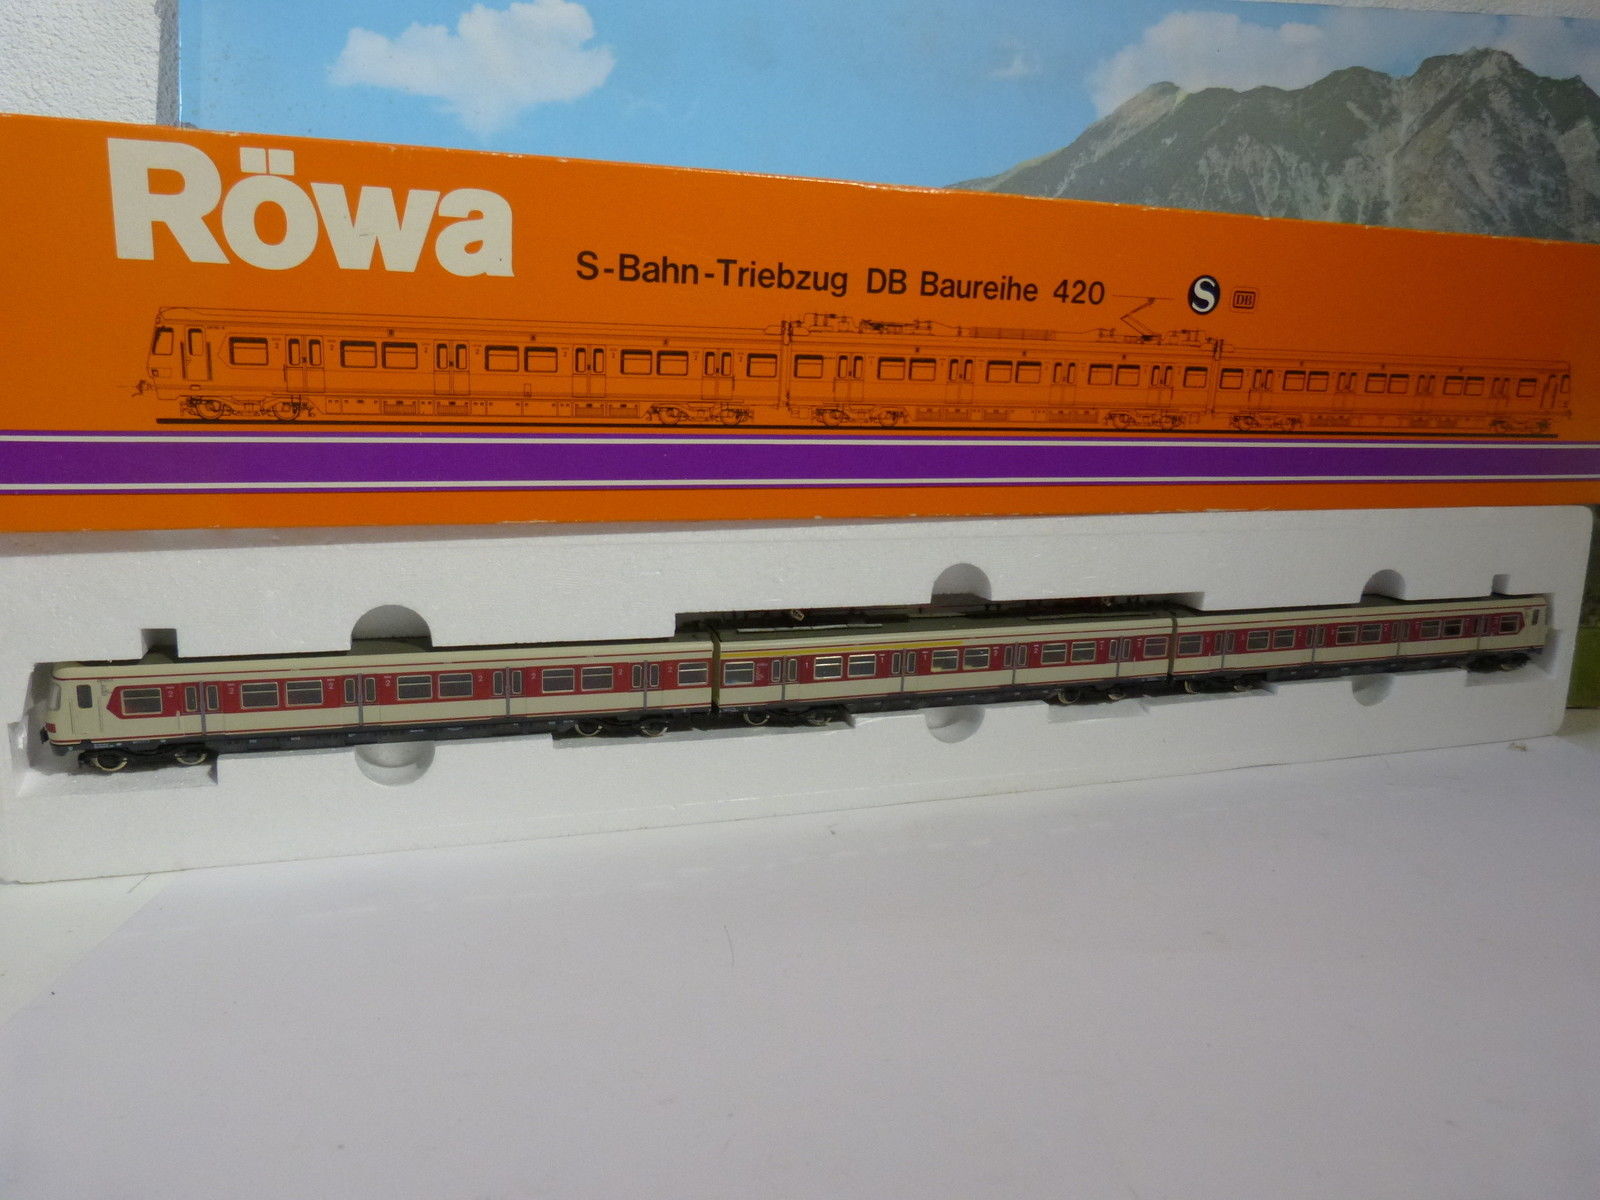 Röwa
S-Bahn-Triebzug DB Baureihe 420
S
DB